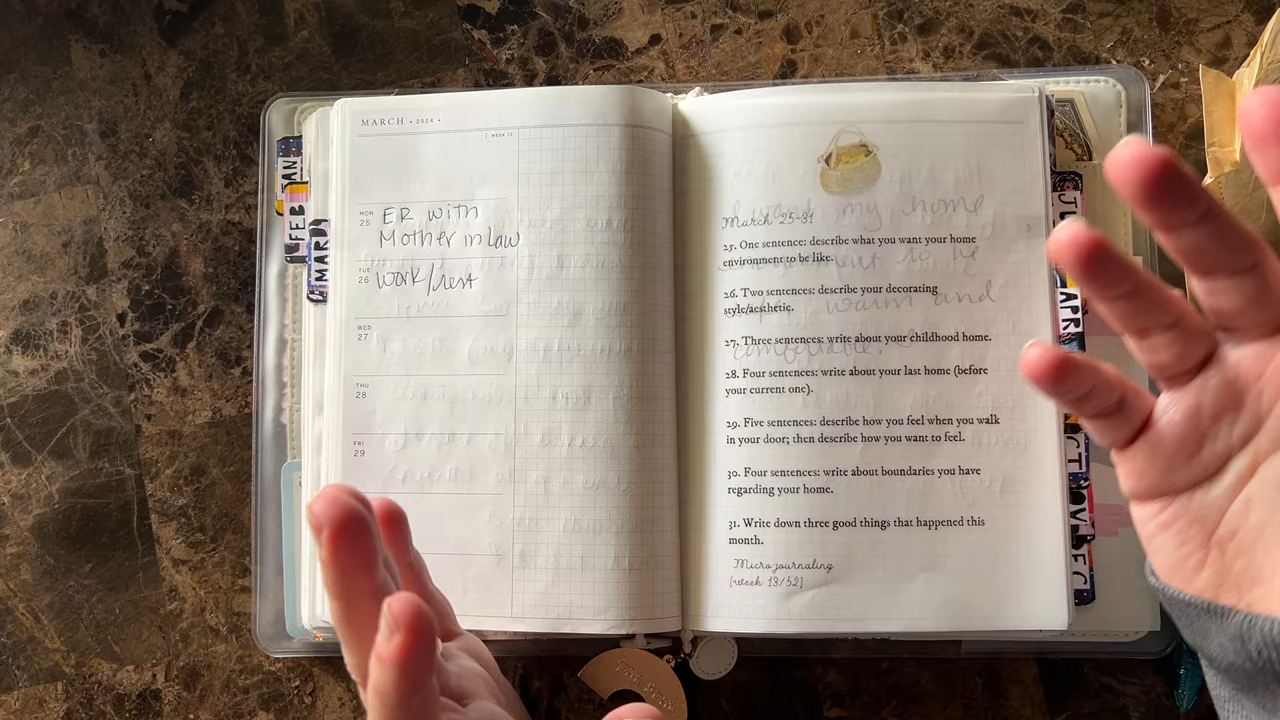 MARCH • 2024 •
| WEEK 13
MON
25
ER with
Mother in Law
TUE
26
Work/rest
WED
27
THU
28
FRI
29
JAN
FEB
MAR
my home
warm and
comfortable.
March 25-31
25. One sentence: describe what you want your home
environment to be like.
26. Two sentences: describe your decorating
style/aesthetic.
27. Three sentences: write about your childhood home.
28. Four sentences: write about your last home (before
your current one).
29. Five sentences: describe how you feel when you walk
in your door; then describe how you want to feel.
30. Four sentences: write about boundaries you have
regarding your home.
31. Write down three good things that happened this
month.
Micro journaling
[week 13/52]
APR